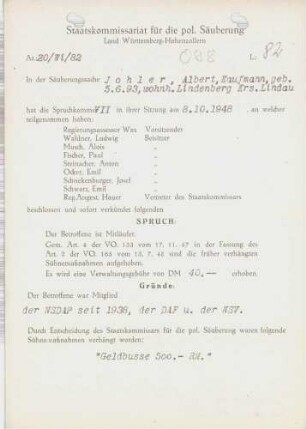 Staatskommissariat für die pol. Säuberung
Land Württemberg-Hohenzollern
Az. 20/VI/82
82
In der Säuberungssache Johler, Albert, Kaufmann, geb.
5.6.93, wohnh. Lindenberg Krs. Lindau
hat die Spruchkammer VII in ihrer Sitzung am 8.10.1948, an welcher
teilgenommen haben:
Regierungsassessor Wax Vorsitzender
Waldner, Ludwig Beisitzer
Musch, Alois "
Fischer, Paul "
Steinacher, Anton "
Odorr, Emil "
Schneckenburger, Josef "
Schwarz, Emil "
Reg.Angest. Hauer Vertreter des Staatskommissars
beschlossen und sofort verkündet folgenden
SPRUCH:
Der Betroffene ist Mitläufer.
Gem. Art. 4 der VO. 133 vom 17. 11. 47 in der Fassung des
Art. 3 der VO. 165 vom 13. 7. 48 sind die früher verhängten
Sühnemaßnahmen aufgehoben.
Es wird eine Verwaltungsgebühr von DM 40.-- erhoben.
Gründe:
Der Betroffene war Mitglied
der NSDAP seit 1938, der DAF u. der NSV.
Durch Entscheidung des Staatskommissars für die pol. Säuberung waren folgende
Sühnemaßnahmen verhängt werden:
"Geldbusse 500.- RM."